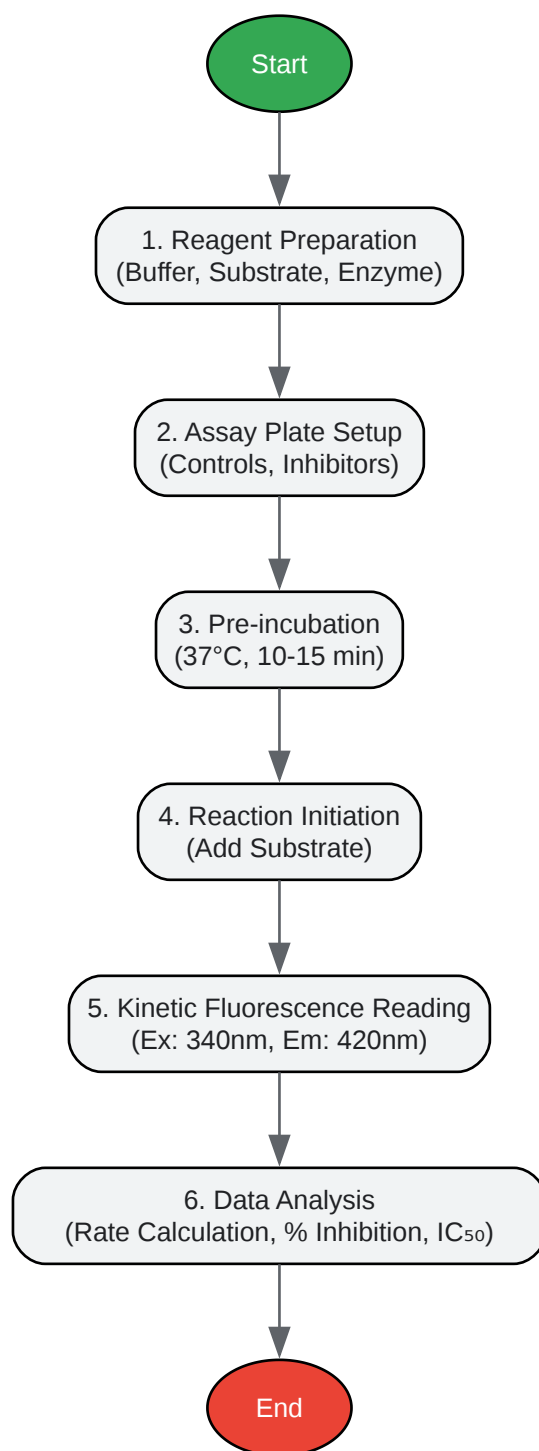 Start
1. Reagent Preparation
(Buffer, Substrate, Enzyme)
2. Assay Plate Setup
(Controls, Inhibitors)
3. Pre-incubation
(37°C, 10-15 min)
4. Reaction Initiation
(Add Substrate)
5. Kinetic Fluorescence Reading
(Ex: 340nm, Em: 420nm)
6. Data Analysis
(Rate Calculation, % Inhibition, IC₅₀)
End